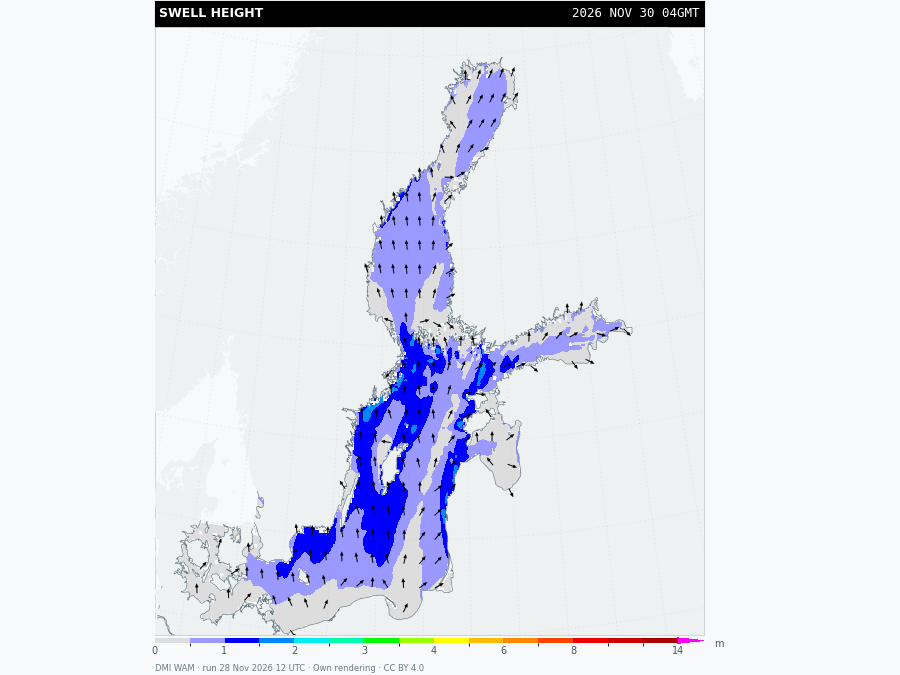 SWELL HEIGHT 2026 NOV 30 04GMT
0 1 2 3 4 6 8 14 m
DMI WAM · run 28 Nov 2026 12 UTC · Own rendering · CC BY 4.0